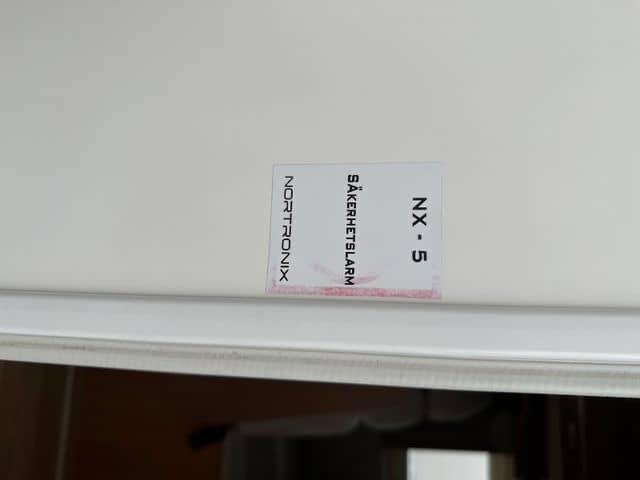 NX - 5
SÄKERHETSLARM
NORTRONIX